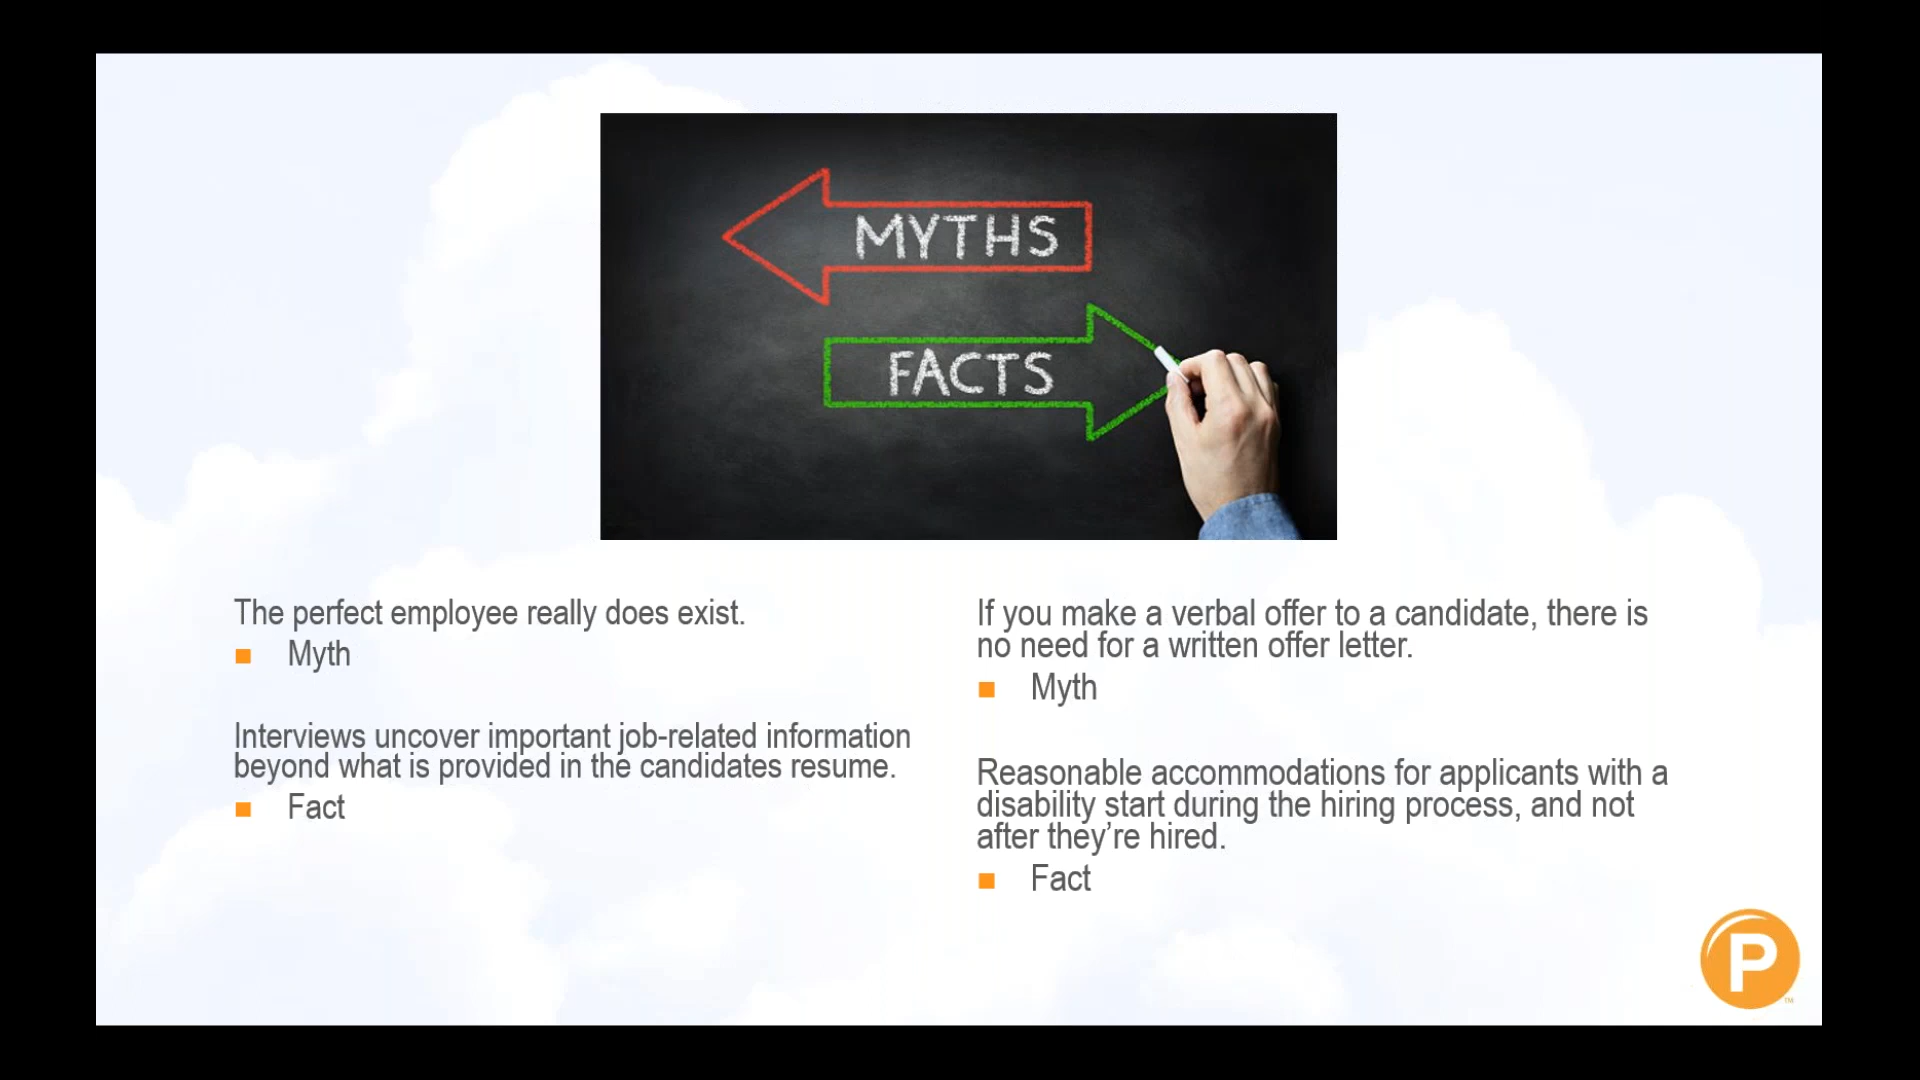 MYTHS
FACTS
The perfect employee really does exist.
Myth
Interviews uncover important job-related information
beyond what is provided in the candidates resume.
Fact
If you make a verbal offer to a candidate, there is
no need for a written offer letter.
Myth
Reasonable accommodations for applicants with a
disability start during the hiring process, and not
after they’re hired.
Fact
P
TM